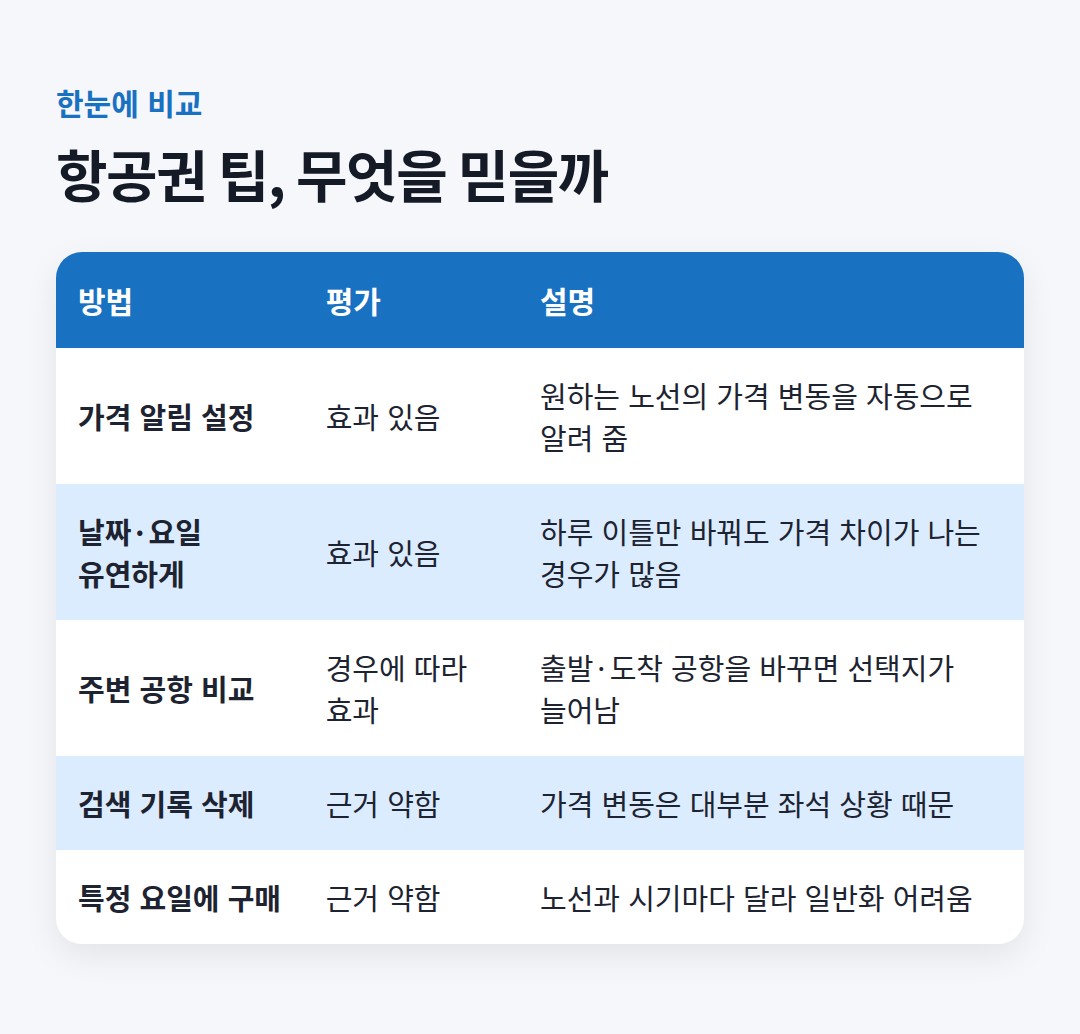 한눈에 비교
항공권 팁, 무엇을 믿을까
방법 평가 설명
가격 알림 설정 효과 있음 원하는 노선의 가격 변동을 자동으로
알려 줌
날짜·요일
유연하게 효과 있음 하루 이틀만 바꿔도 가격 차이가 나는
경우가 많음
주변 공항 비교 경우에 따라
효과 출발·도착 공항을 바꾸면 선택지가
늘어남
검색 기록 삭제 근거 약함 가격 변동은 대부분 좌석 상황 때문
특정 요일에 구매 근거 약함 노선과 시기마다 달라 일반화 어려움